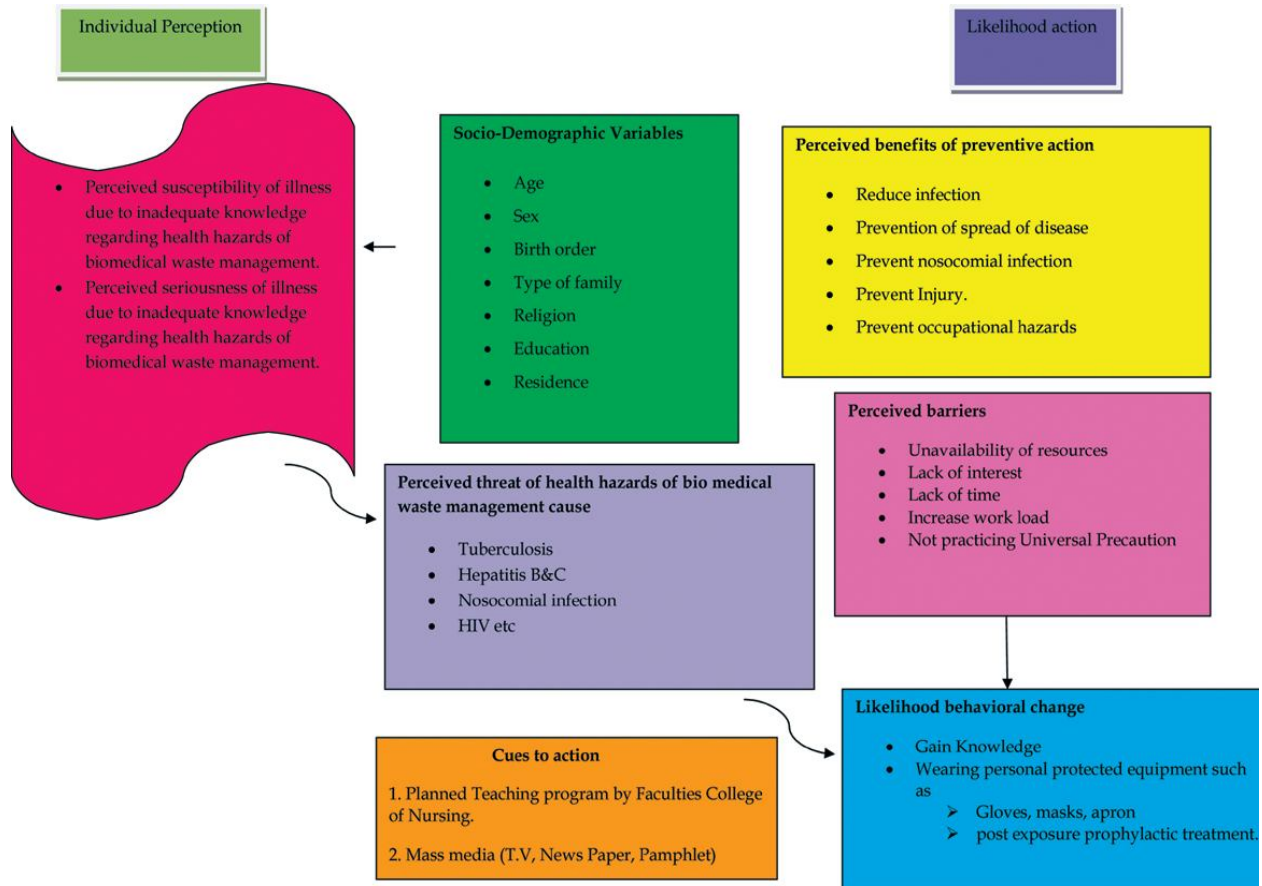 Individual Perception
Likelihood action
• Perceived susceptibility of illness
due to inadequate knowledge
regarding health hazards of
biomedical waste management.
• Perceived seriousness of illness
due to inadequate knowledge
regarding health hazards of
biomedical waste management.
Socio-Demographic Variables
• Age
• Sex
• Birth order
• Type of family
• Religion
• Education
• Residence
Perceived benefits of preventive action
• Reduce infection
• Prevention of spread of disease
• Prevent nosocomial infection
• Prevent Injury.
• Prevent occupational hazards
Perceived barriers
• Unavailability of resources
• Lack of interest
• Lack of time
• Increase work load
• Not practicing Universal Precaution
Perceived threat of health hazards of bio medical
waste management cause
• Tuberculosis
• Hepatitis B&C
• Nosocomial infection
• HIV etc
Likelihood behavioral change
• Gain Knowledge
• Wearing personal protected equipment such
as
➢ Gloves, masks, apron
➢ post exposure prophylactic treatment.
Cues to action
1. Planned Teaching program by Faculties College
of Nursing.
2. Mass media (T.V, News Paper, Pamphlet)